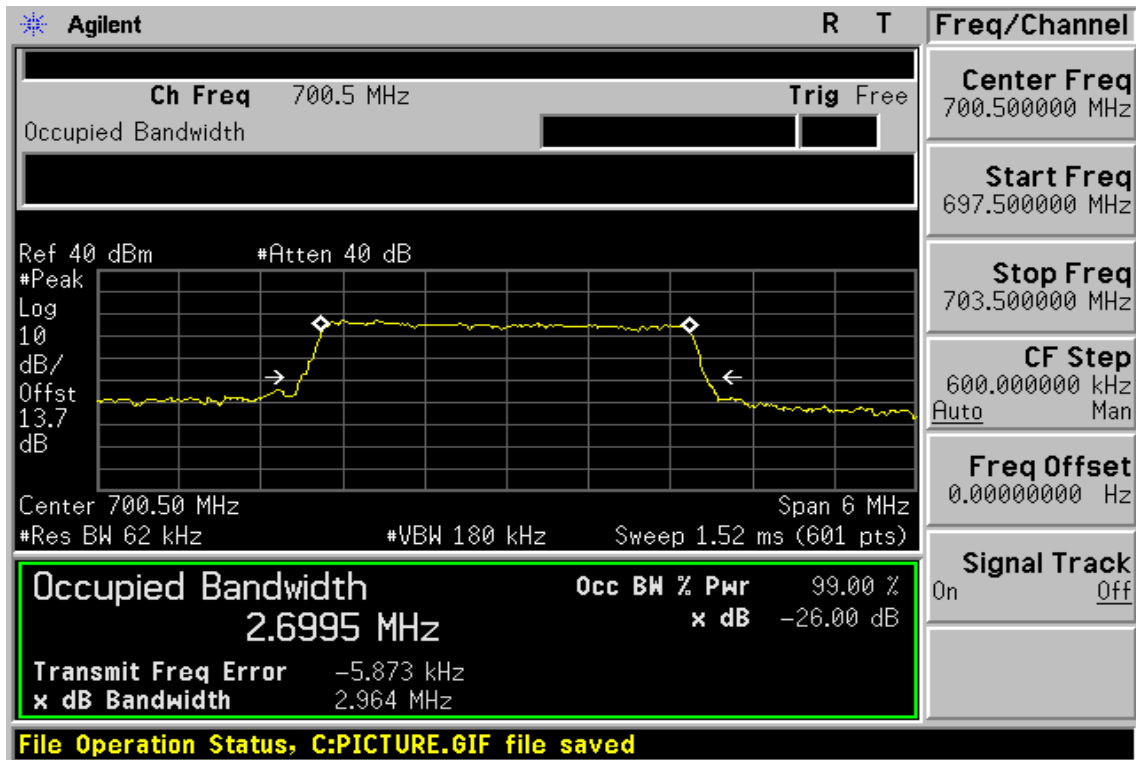 Agilent R T Freq/Channel
Ch Freq 700.5 MHz Trig Free
Occupied Bandwidth
Ref 40 dBm #Atten 40 dB
#Peak
Log
10
dB/
Offst
13.7
dB
Center 700.50 MHz Span 6 MHz
#Res BW 62 kHz #VBW 180 kHz Sweep 1.52 ms (601 pts)
Occupied Bandwidth Occ BW % Pwr 99.00 %
2.6995 MHz x dB -26.00 dB
Transmit Freq Error -5.873 kHz
x dB Bandwidth 2.964 MHz
File Operation Status, C:PICTURE.GIF file saved
Center Freq
700.500000 MHz
Start Freq
697.500000 MHz
Stop Freq
703.500000 MHz
CF Step
600.000000 kHz
Auto Man
Freq Offset
0.00000000 Hz
Signal Track
On Off